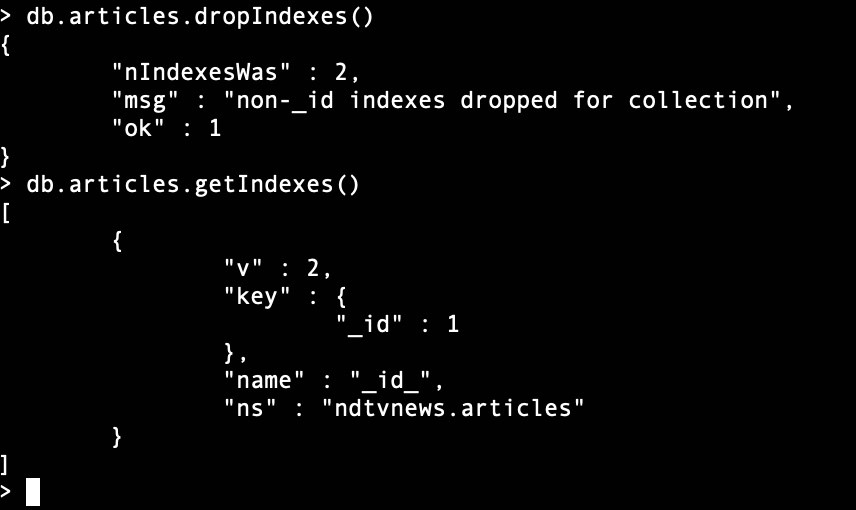 > db.articles.dropIndexes()
{
        "nIndexesWas" : 2,
        "msg" : "non-_id indexes dropped for collection",
        "ok" : 1
}
> db.articles.getIndexes()
[
        {
                "v" : 2,
                "key" : {
                        "_id" : 1
                },
                "name" : "_id_",
                "ns" : "ndtvnews.articles"
        }
]
>